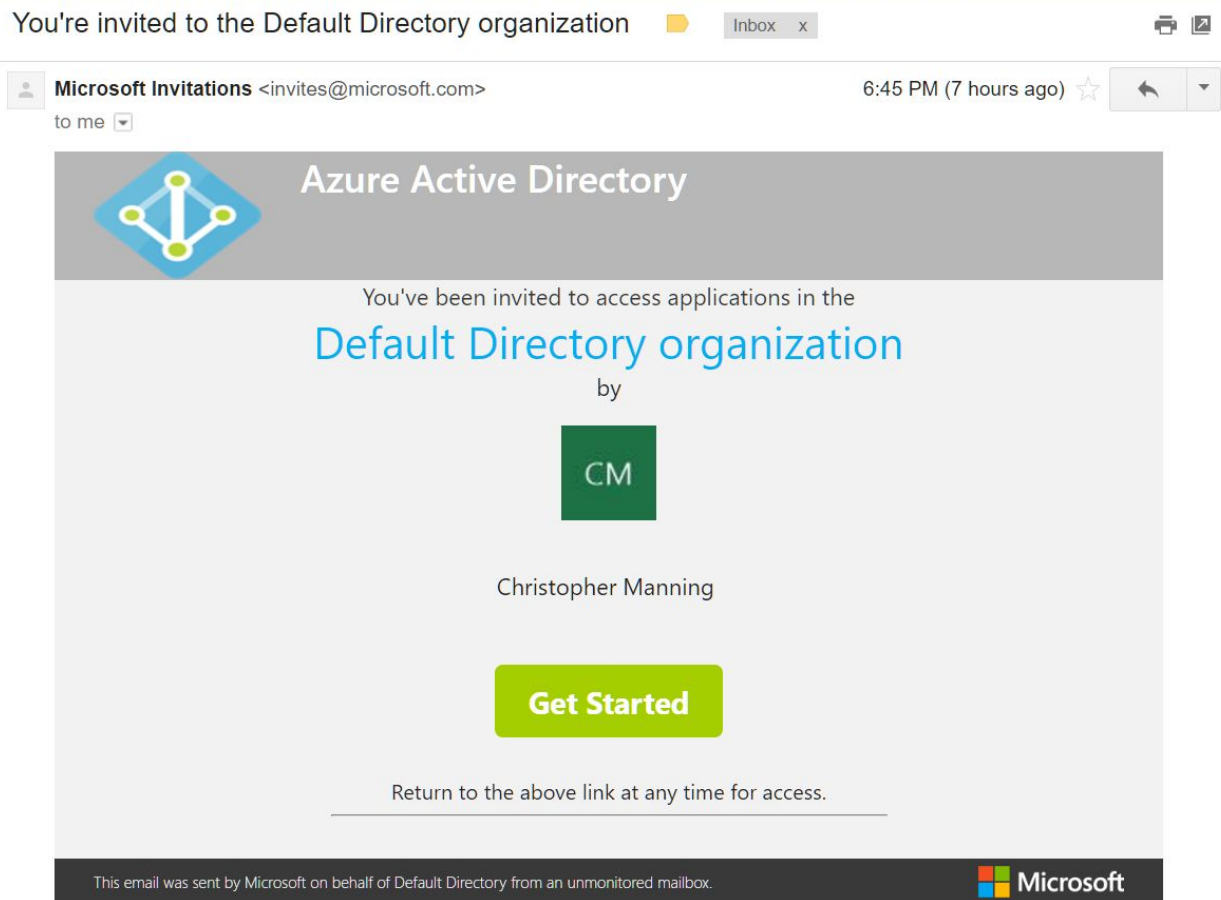 You're invited to the Default Directory organization
Inbox x
Microsoft Invitations <invites@microsoft.com>
6:45 PM (7 hours ago)
to me
Azure Active Directory
You've been invited to access applications in the
Default Directory organization
by
CM
Christopher Manning
Get Started
Return to the above link at any time for access.
This email was sent by Microsoft on behalf of Default Directory from an unmonitored mailbox.
Microsoft